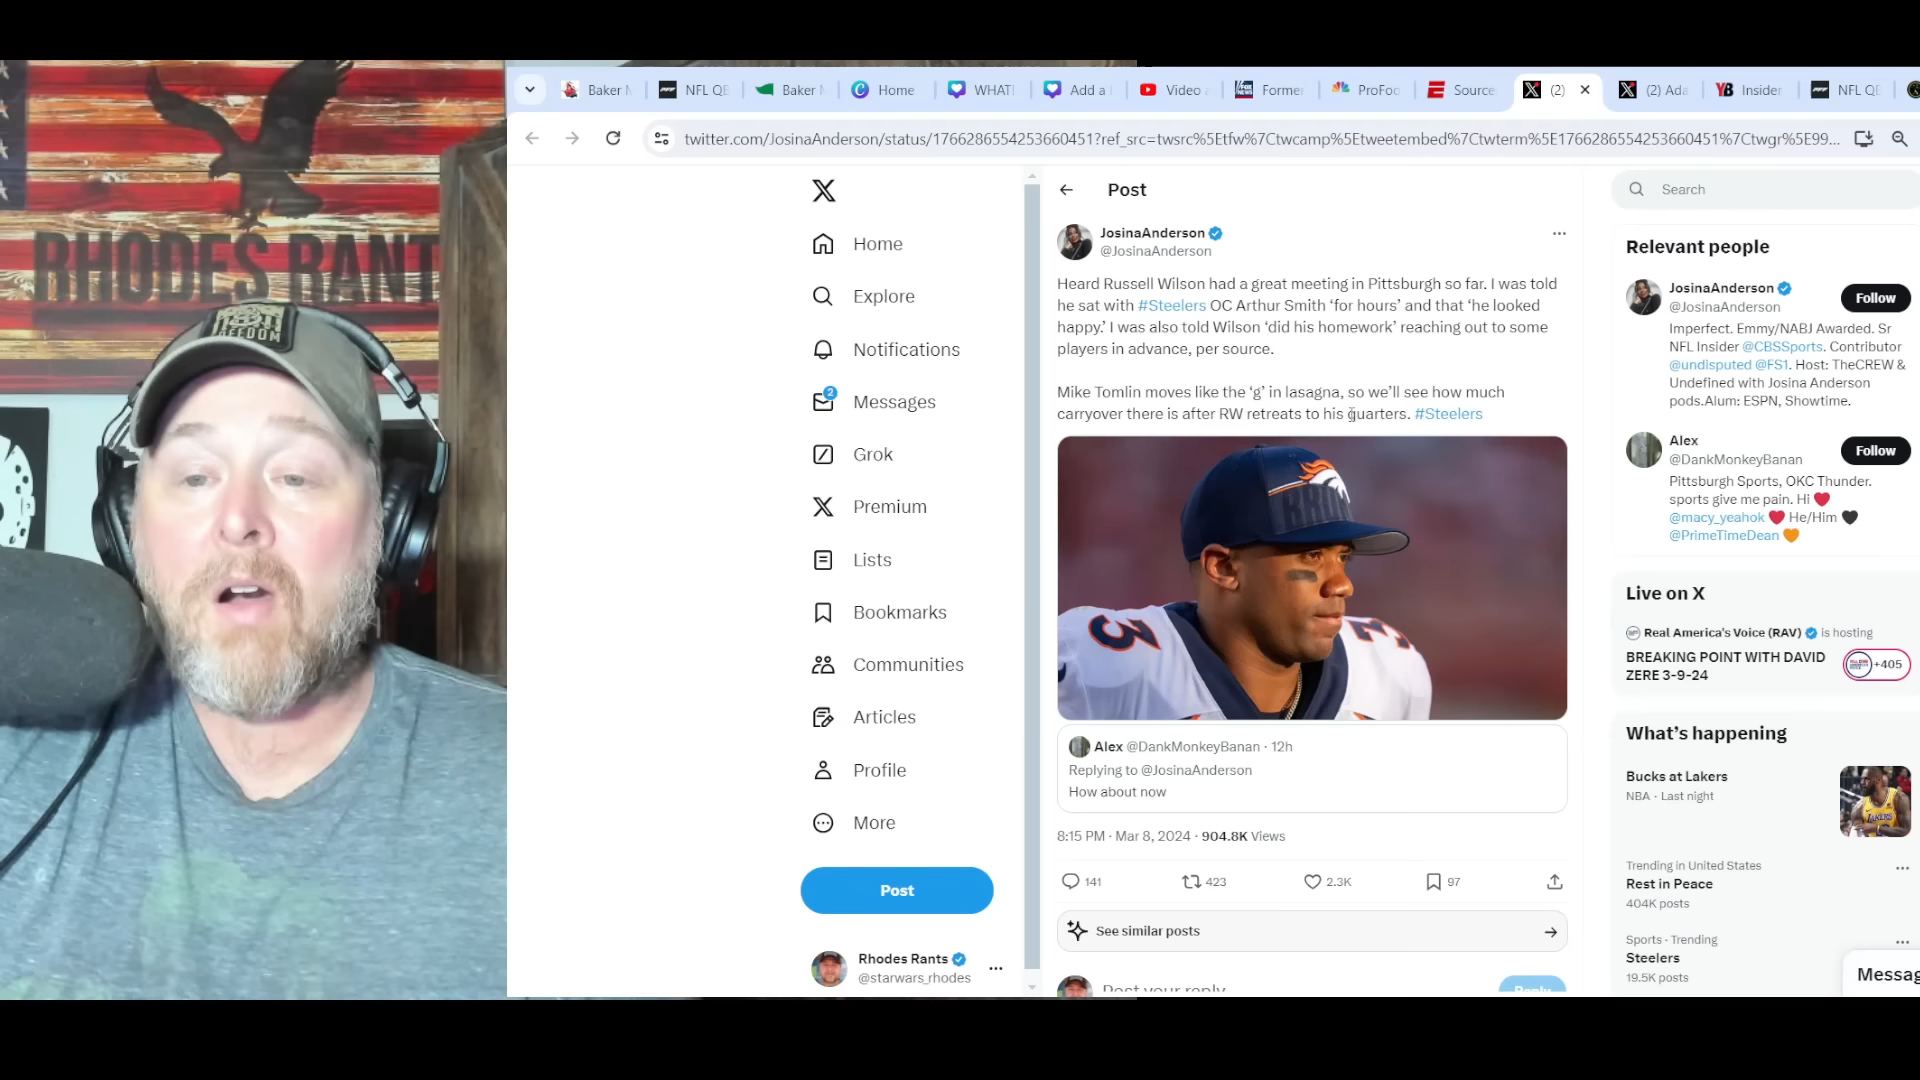 RHODES RANT
FREEDOM
Baker
NFL QB
Baker
Home
WHAT!
Add a
Video
Former
ProFoo
Source
(2)
(2) Ada
Insider
NFL QB
twitter.com/JosinaAnderson/status/1766286554253660451?ref_src=twsrc%5Etfw%7Ctwcamp%5Etweetembed%7Ctwterm%5E1766286554253660451%7Ctwgr%5E99...
Home
Explore
Notifications
2
Messages
Grok
Premium
Lists
Bookmarks
Communities
Articles
Profile
More
Post
Rhodes Rants
@starwars_rhodes
Post
JosinaAnderson
@JosinaAnderson
Heard Russell Wilson had a great meeting in Pittsburgh so far. I was told
he sat with #Steelers OC Arthur Smith ‘for hours’ and that ‘he looked
happy.’ I was also told Wilson ‘did his homework’ reaching out to some
players in advance, per source.
Mike Tomlin moves like the ‘g’ in lasagna, so we’ll see how much
carryover there is after RW retreats to his quarters. #Steelers
3
3
Alex @DankMonkeyBanan · 12h
Replying to @JosinaAnderson
How about now
8:15 PM · Mar 8, 2024 · 904.8K Views
141
423
2.3K
97
See similar posts
Post your reply
Reply
Search
Relevant people
JosinaAnderson
@JosinaAnderson
Follow
Imperfect. Emmy/NABJ Awarded. Sr
NFL Insider @CBSSports. Contributor
@undisputed @FS1. Host: TheCREW &
Undefined with Josina Anderson
pods.Alum: ESPN, Showtime.
Alex
@DankMonkeyBanan
Follow
Pittsburgh Sports, OKC Thunder.
sports give me pain. Hi ❤️
@macy_yeahok ❤️ He/Him 🖤
@PrimeTimeDean 🧡
Live on X
Real America's Voice (RAV) is hosting
BREAKING POINT WITH DAVID
ZERE 3-9-24
+405
What’s happening
Bucks at Lakers
NBA · Last night
Trending in United States
Rest in Peace
404K posts
Sports · Trending
Steelers
19.5K posts
Messag